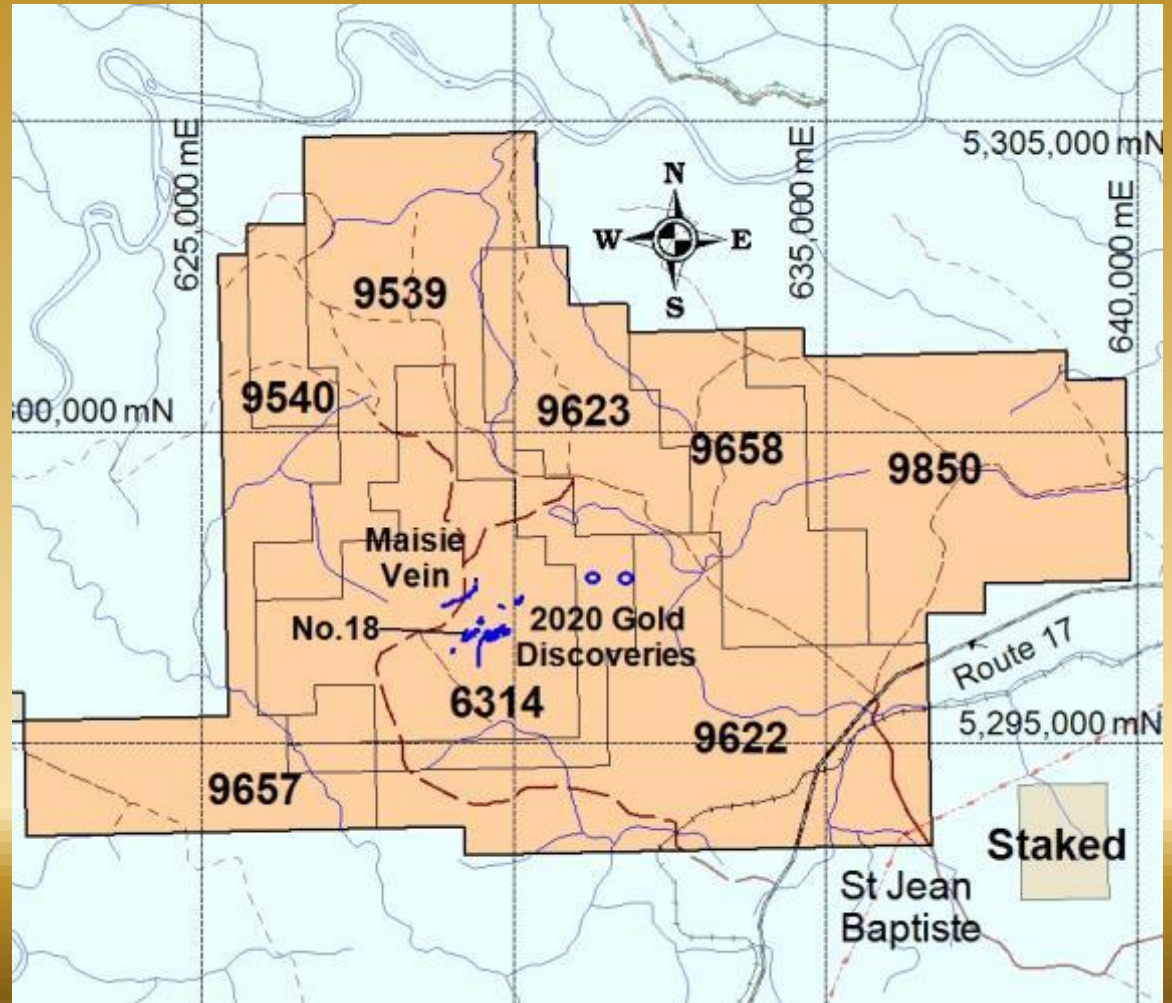 5,305,000 mN
625,000 mE
635,000 mE
640,000 mE
N
W
E
S
9539
9540
00,000 mN
9623
9658
9850
Maisie
Vein
No.18
2020 Gold
Discoveries
Route 17
6314
9622
5,295,000 mN
9657
Staked
St Jean
Baptiste